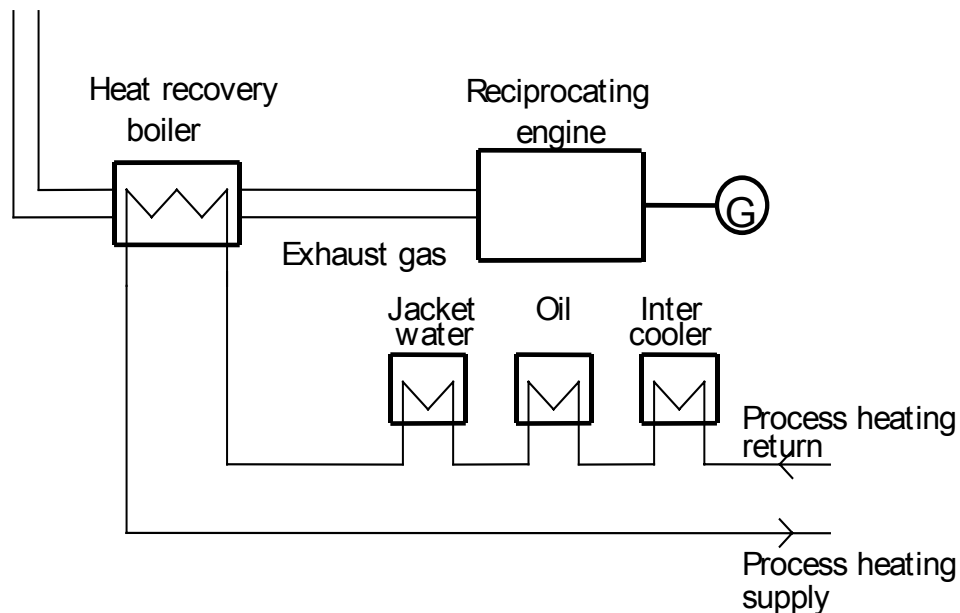 Heat recovery
boiler
Reciprocating
engine
G
Exhaust gas
Jacket
water
Oil
Inter
cooler
Process heating
return
Process heating
supply